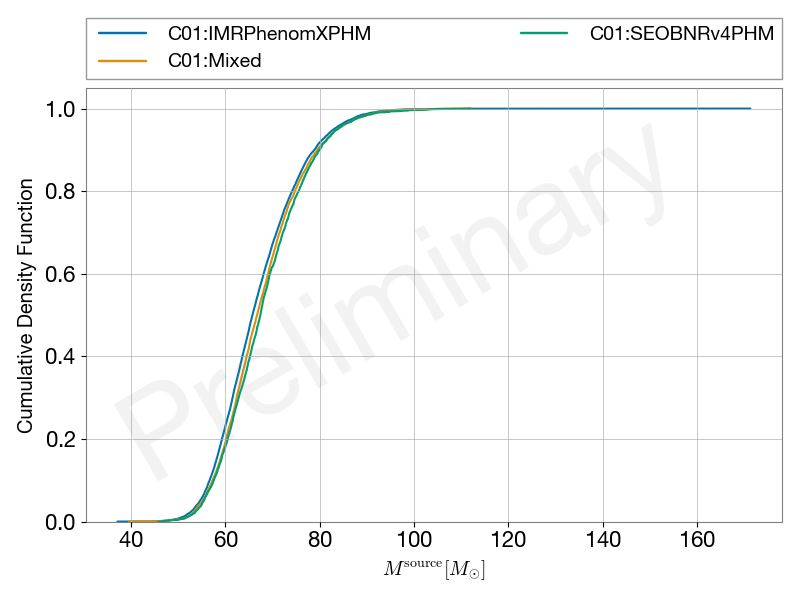 C01:IMRPhenomXPHM
C01:SEOBNRv4PHM
C01:Mixed
Cumulative Density Function
1.0
0.8
0.6
0.4
0.2
0.0
Preliminary
40 60 80 100 120 140 160
M^source [M_⊙]